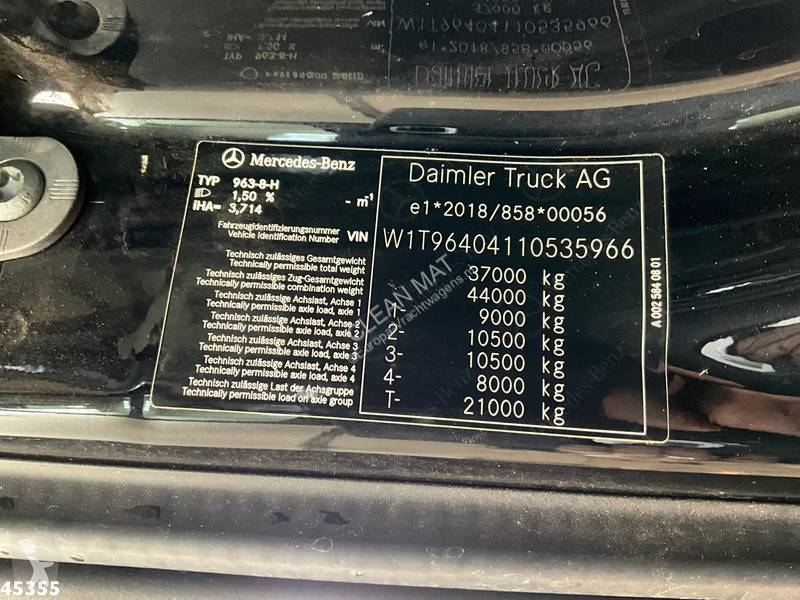 Mercedes-Benz
TYP 963-8-H
1,50 % - m⁻¹
iHA= 3,714
Fahrzeugidentifizierungsnummer
Vehicle Identification Number VIN
Daimler Truck AG
e1*2018/858*00056
W1T96404110535966
Technisch zulässiges Gesamtgewicht
Technically permissible total weight
37000 kg
Technisch zulässiges Zug-Gesamtgewicht
Technically permissible combination weight
44000 kg
Technisch zulässige Achslast, Achse 1
Technically permissible axle load, axle 1
1- 9000 kg
Technisch zulässige Achslast, Achse 2
Technically permissible axle load, axle 2
2- 10500 kg
Technisch zulässige Achslast, Achse 3
Technically permissible axle load, axle 3
3- 10500 kg
Technisch zulässige Achslast, Achse 4
Technically permissible axle load, axle 4
4- 8000 kg
Technisch zulässige Last der Achsgruppe
Technically permissible load on axle group
T- 21000 kg
A 002 584 08 01
CLEAN MAT
45355